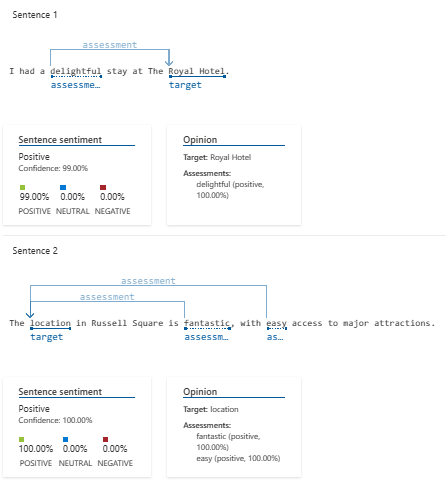 Sentence 1
assessment
I had a delightful stay at The Royal Hotel.
assessme… target
Sentence sentiment
Positive
Confidence: 99.00%
99.00% 0.00% 0.00%
POSITIVE NEUTRAL NEGATIVE
Opinion
Target: Royal Hotel
Assessments:
delightful (positive,
100.00%)
Sentence 2
assessment
assessment
The location in Russell Square is fantastic, with easy access to major attractions.
target assessm… as…
Sentence sentiment
Positive
Confidence: 100.00%
100.00% 0.00% 0.00%
POSITIVE NEUTRAL NEGATIVE
Opinion
Target: location
Assessments:
fantastic (positive,
100.00%)
easy (positive, 100.00%)